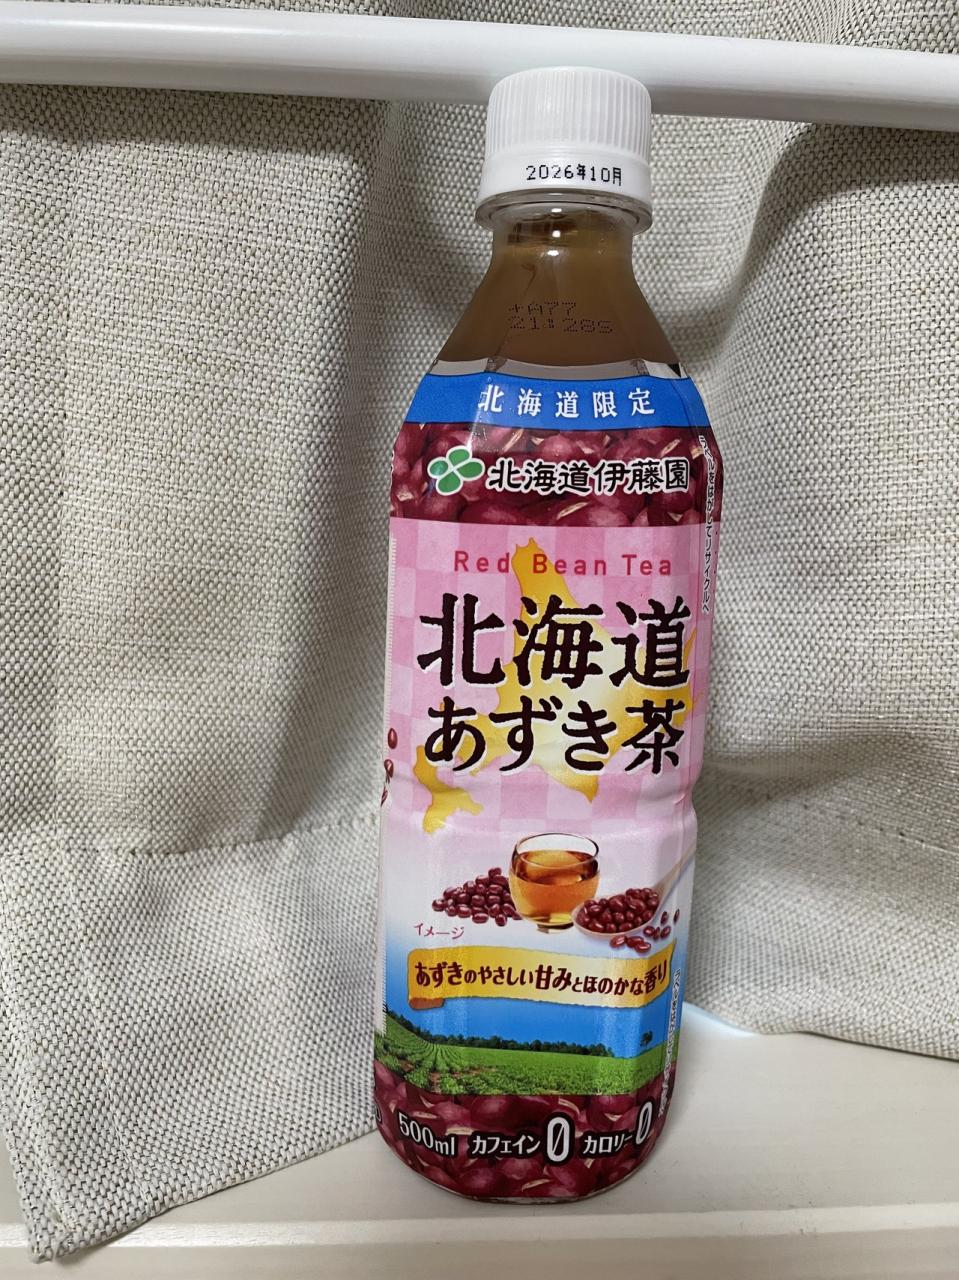 2026年10月
+A77
21:28S
北海道限定
北海道伊藤園
Red Bean Tea
北海道
あずき茶
イメージ
あずきのやさしい甘みとほのかな香り
500ml カフェイン0 カロリー0